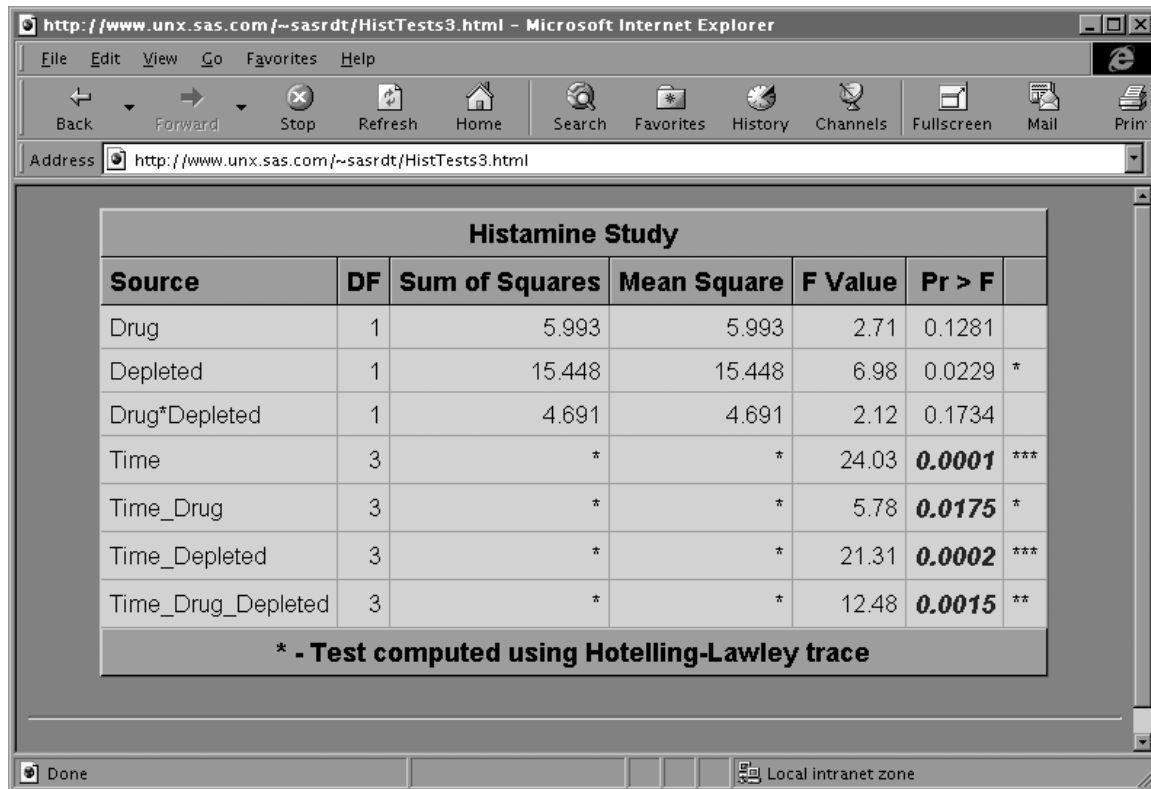 http://www.unx.sas.com/~sasrdt/HistTests3.html - Microsoft Internet Explorer
File Edit View Go Favorites Help
Back Forward Stop Refresh Home Search Favorites History Channels Fullscreen Mail
Address http://www.unx.sas.com/~sasrdt/HistTests3.html
Histamine Study
Source DF Sum of Squares Mean Square F Value Pr > F
Drug 1 5.993 5.993 2.71 0.1281
Depleted 1 15.448 15.448 6.98 0.0229 *
Drug*Depleted 1 4.691 4.691 2.12 0.1734
Time 3 * * 24.03 0.0001 ***
Time_Drug 3 * * 5.78 0.0175 *
Time_Depleted 3 * * 21.31 0.0002 ***
Time_Drug_Depleted 3 * * 12.48 0.0015 **
* - Test computed using Hotelling-Lawley trace
Done Local intranet zone